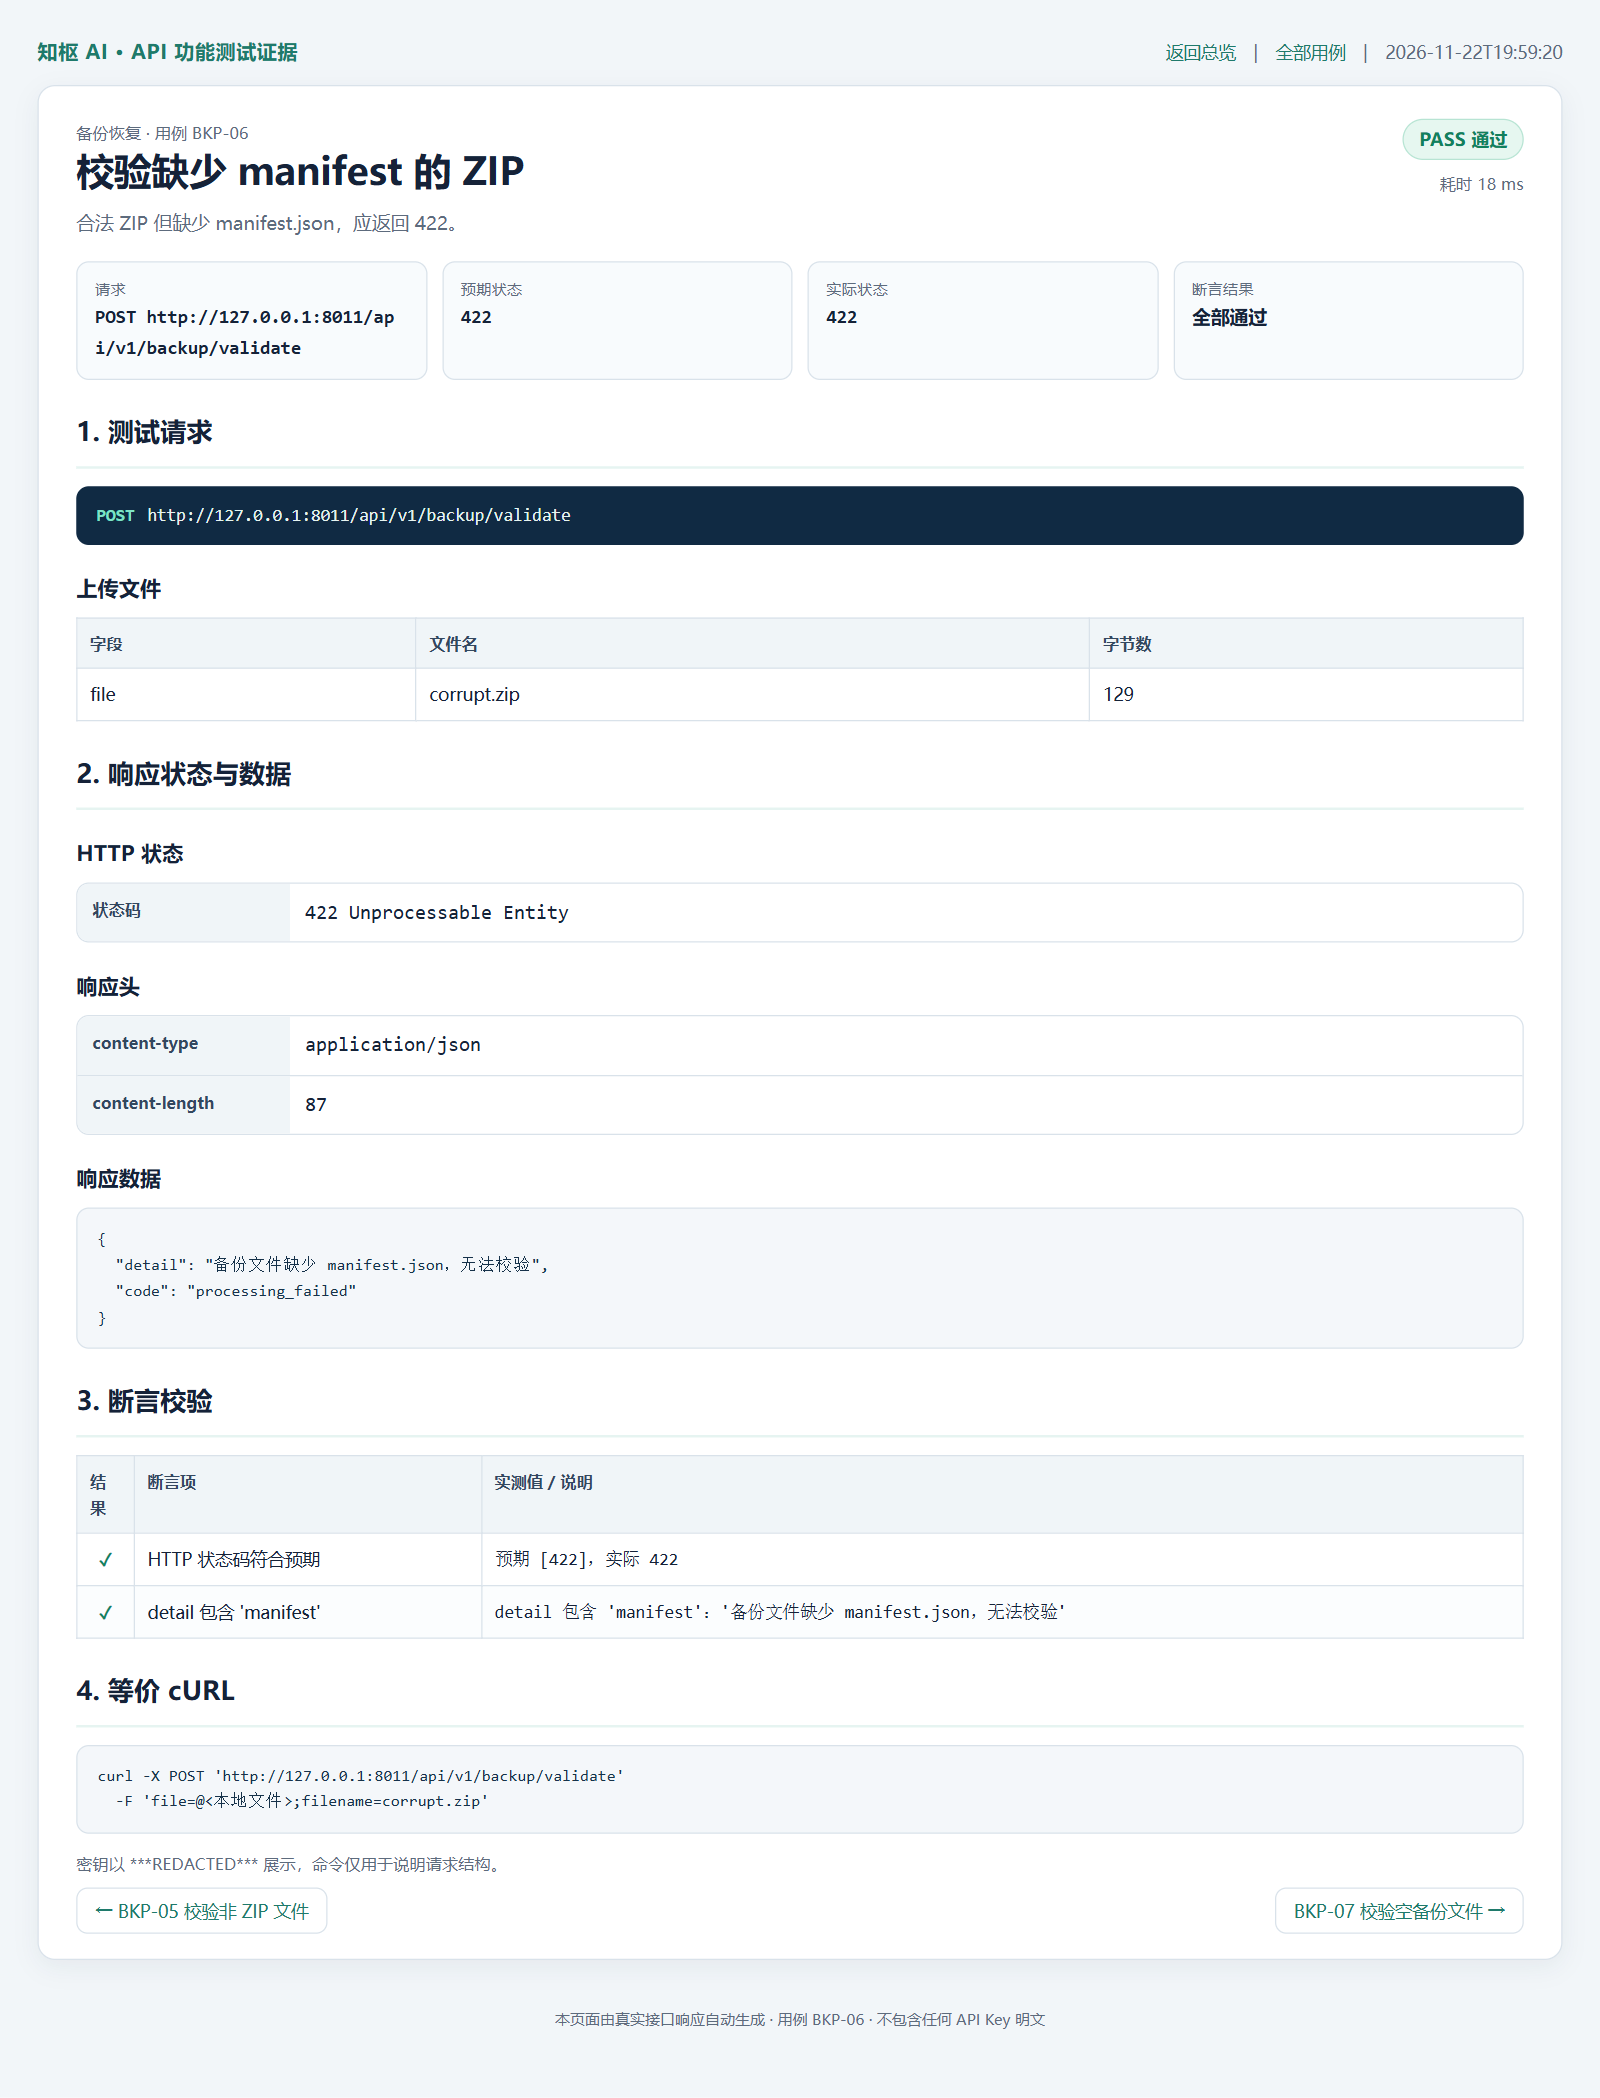 知枢 AI · API 功能测试证据
返回总览 | 全部用例 | 2026-11-22T19:59:20
备份恢复 · 用例 BKP-06
校验缺少 manifest 的 ZIP
合法 ZIP 但缺少 manifest.json，应返回 422。
PASS 通过
耗时 18 ms
请求
POST http://127.0.0.1:8011/ap
i/v1/backup/validate
预期状态
422
实际状态
422
断言结果
全部通过
1. 测试请求
POST http://127.0.0.1:8011/api/v1/backup/validate
上传文件
字段 文件名 字节数
file corrupt.zip 129
2. 响应状态与数据
HTTP 状态
状态码 422 Unprocessable Entity
响应头
content-type application/json
content-length 87
响应数据
{
"detail": "备份文件缺少 manifest.json，无法校验",
"code": "processing_failed"
}
3. 断言校验
结
果
断言项 实测值 / 说明
✓ HTTP 状态码符合预期 预期 [422]，实际 422
✓ detail 包含 'manifest' detail 包含 'manifest'：'备份文件缺少 manifest.json，无法校验'
4. 等价 cURL
curl -X POST 'http://127.0.0.1:8011/api/v1/backup/validate'
-F 'file=@<本地文件>;filename=corrupt.zip'
密钥以 ***REDACTED*** 展示，命令仅用于说明请求结构。
← BKP-05 校验非 ZIP 文件
BKP-07 校验空备份文件 →
本页面由真实接口响应自动生成 · 用例 BKP-06 · 不包含任何 API Key 明文